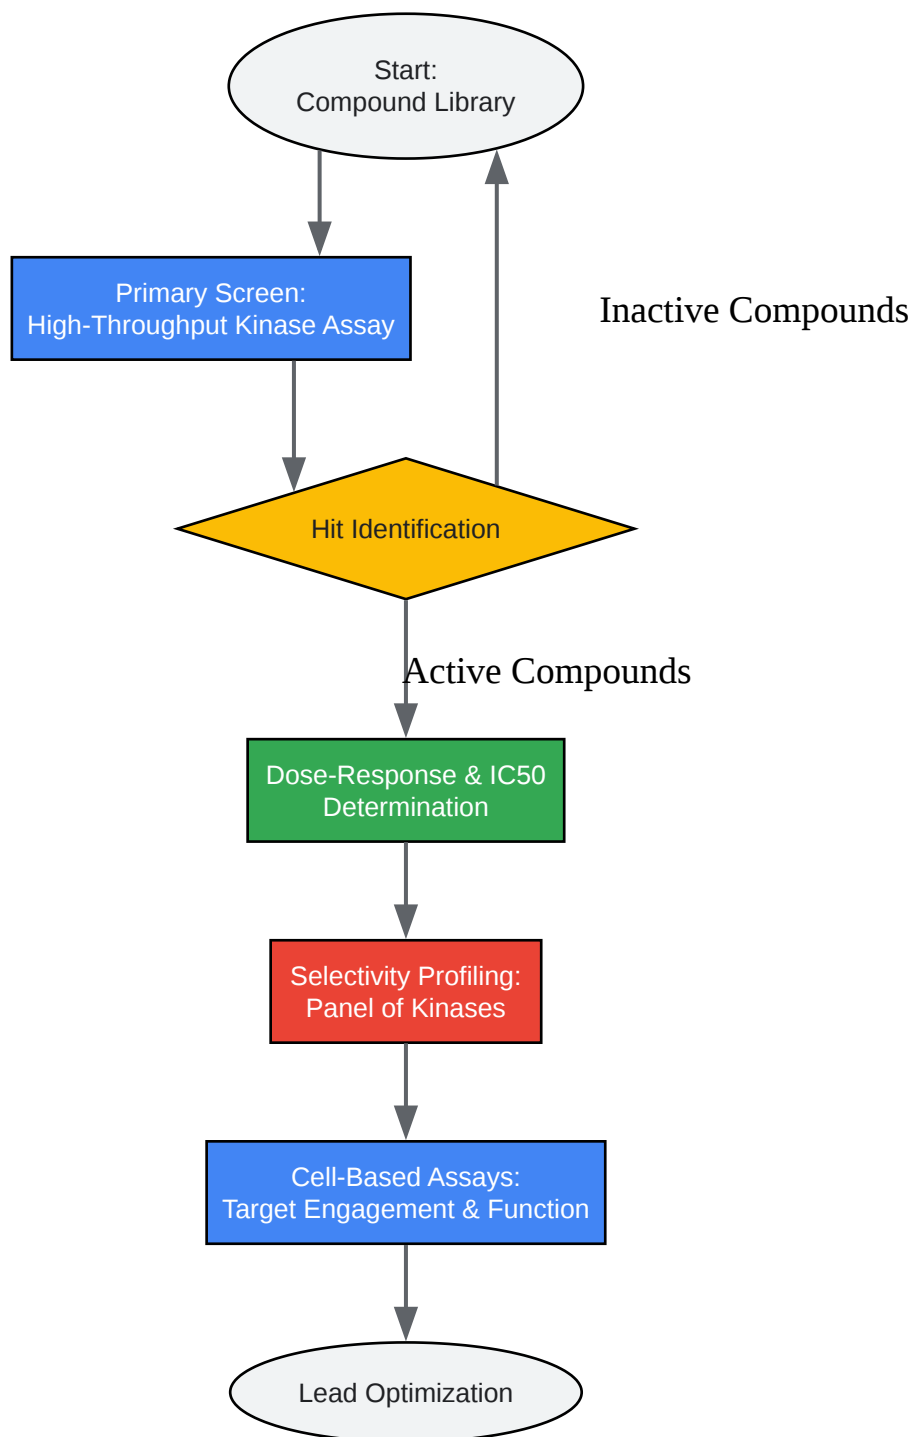 Start:
Compound Library
Primary Screen:
High-Throughput Kinase Assay
Inactive Compounds
Hit Identification
Active Compounds
Dose-Response & IC50
Determination
Selectivity Profiling:
Panel of Kinases
Cell-Based Assays:
Target Engagement & Function
Lead Optimization